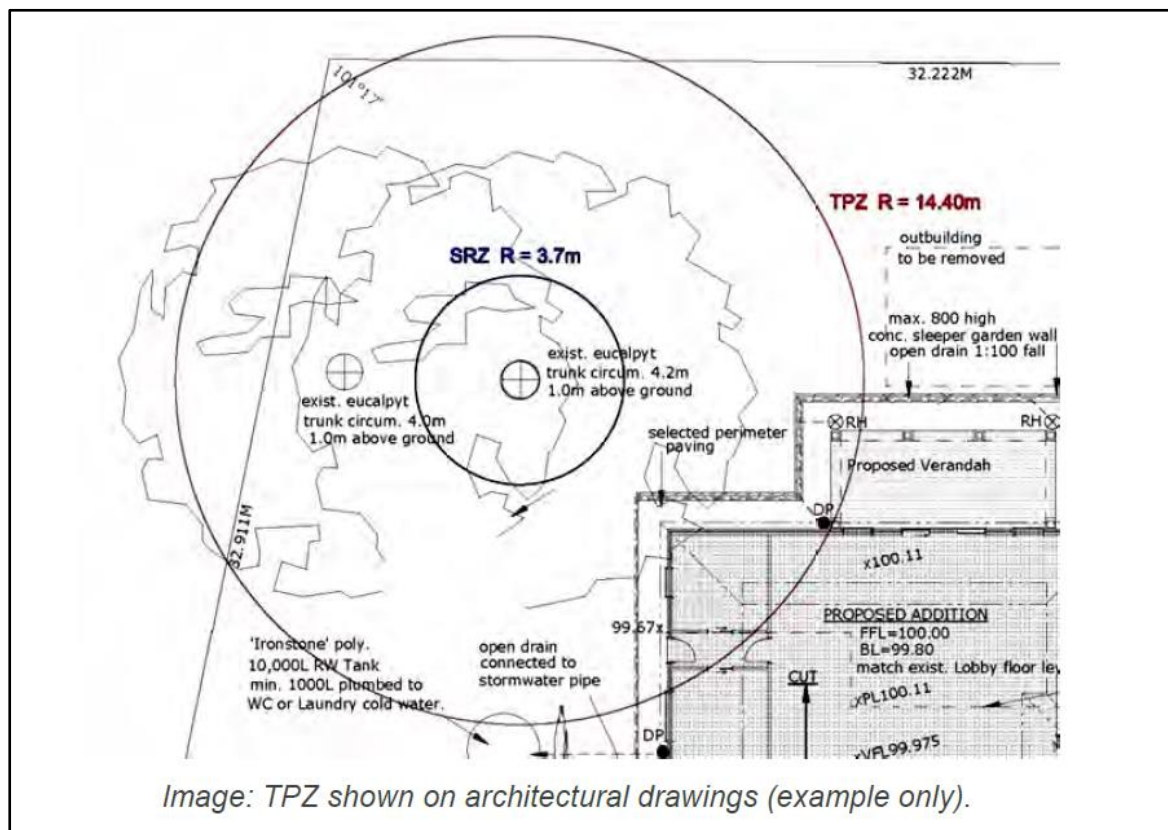 32.222M
101°17'
TPZ R = 14.40m
outbuilding
to be removed
SRZ R = 3.7m
max. 800 high
conc. sleeper garden wall
open drain 1:100 fall
exist. eucalpyt
trunk circum. 4.2m
1.0m above ground
exist. eucalpyt
trunk circum. 4.0m
1.0m above ground
selected perimeter
paving
RH
RH
Proposed Verandah
DP
32.911M
x100.11
PROPOSED ADDITION
FFL=100.00
BL=99.80
match exist. Lobby floor lev
99.67x
'Ironstone' poly.
10,000L RW Tank
min. 1000L plumbed to
WC or Laundry cold water.
open drain
connected to
stormwater pipe
CUT
xPL100.11
DP
xVFL99.975
Image: TPZ shown on architectural drawings (example only).